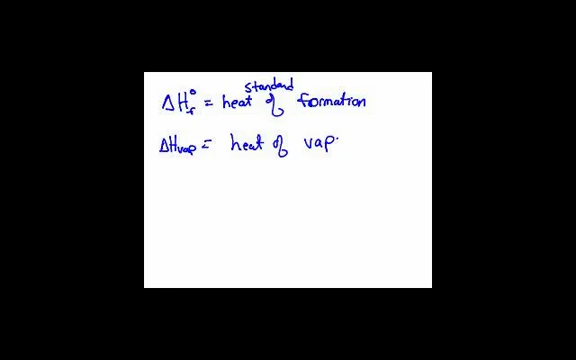 ΔH°f = heat of standard formation
ΔHvap = heat of vap